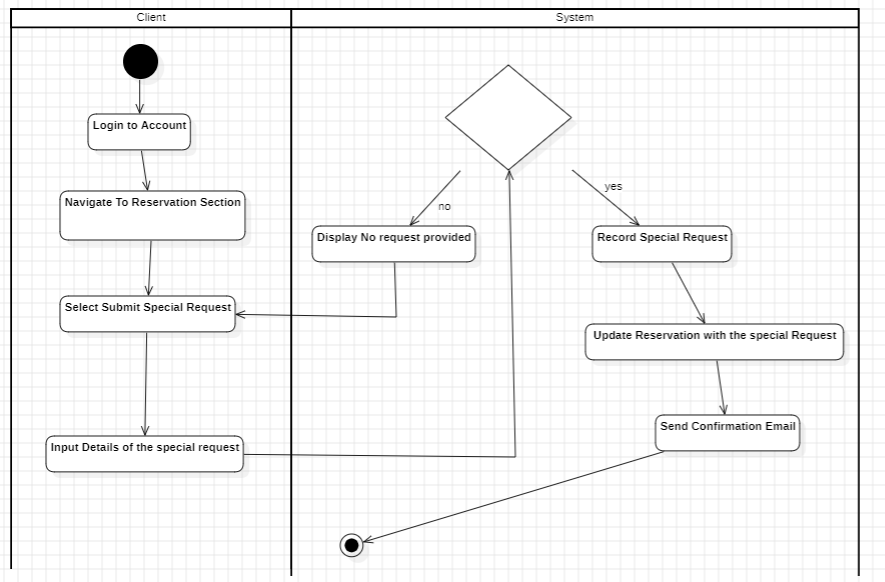 Client
System
Login to Account
Navigate To Reservation Section
yes
no
Display No request provided
Record Special Request
Select Submit Special Request
Update Reservation with the special Request
Send Confirmation Email
Input Details of the special request